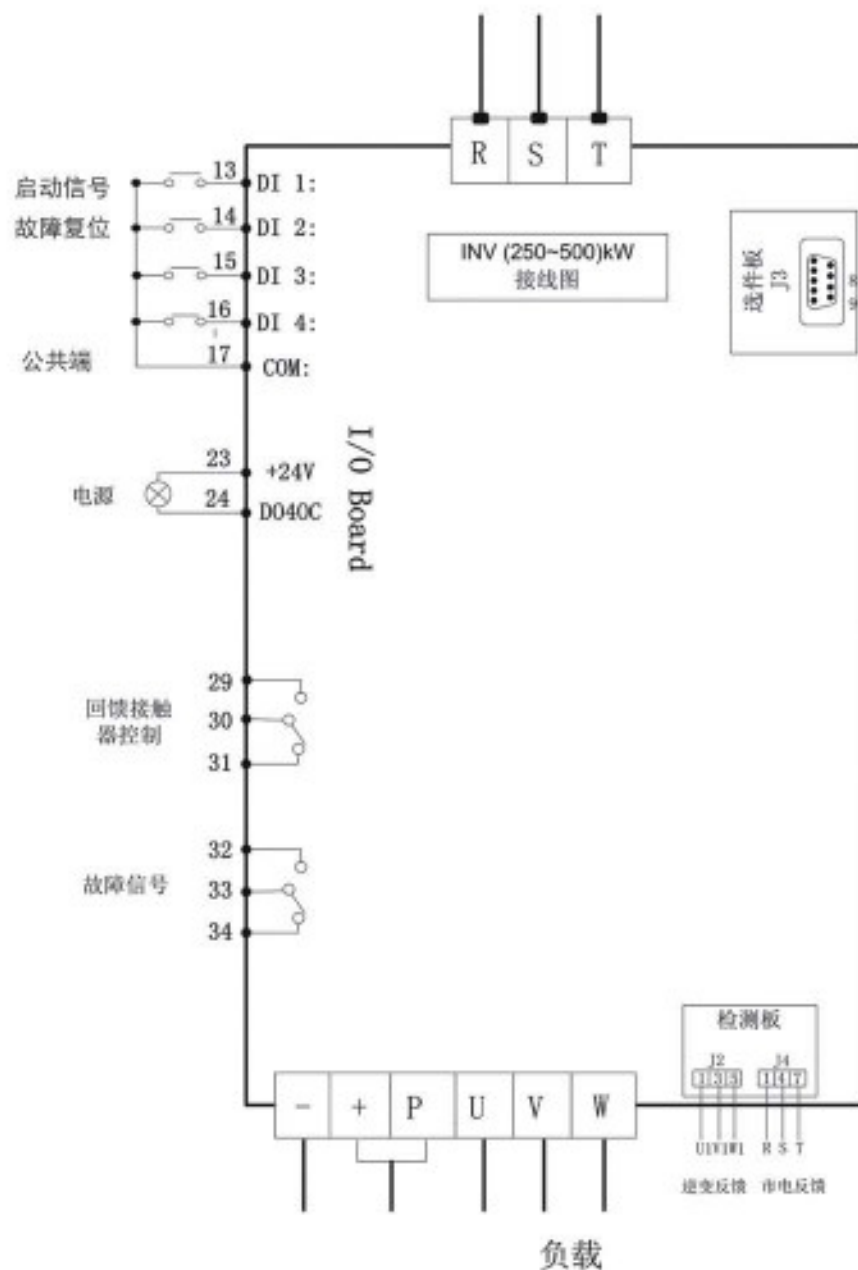 R S T
INV (250~500)kW
接线图
选件板
J3
启动信号 13 DI 1:
故障复位 14 DI 2:
15 DI 3:
16 DI 4:
公共端 17 COM:
I/O Board
23 +24V
电源
24 DO40C
29
回馈接触
器控制
30
31
32
故障信号 33
34
检测板
J2 J4
1 3 5 1 4 7
- + P U V W
U1V1W1 R S T
逆变反馈 市电反馈
负载